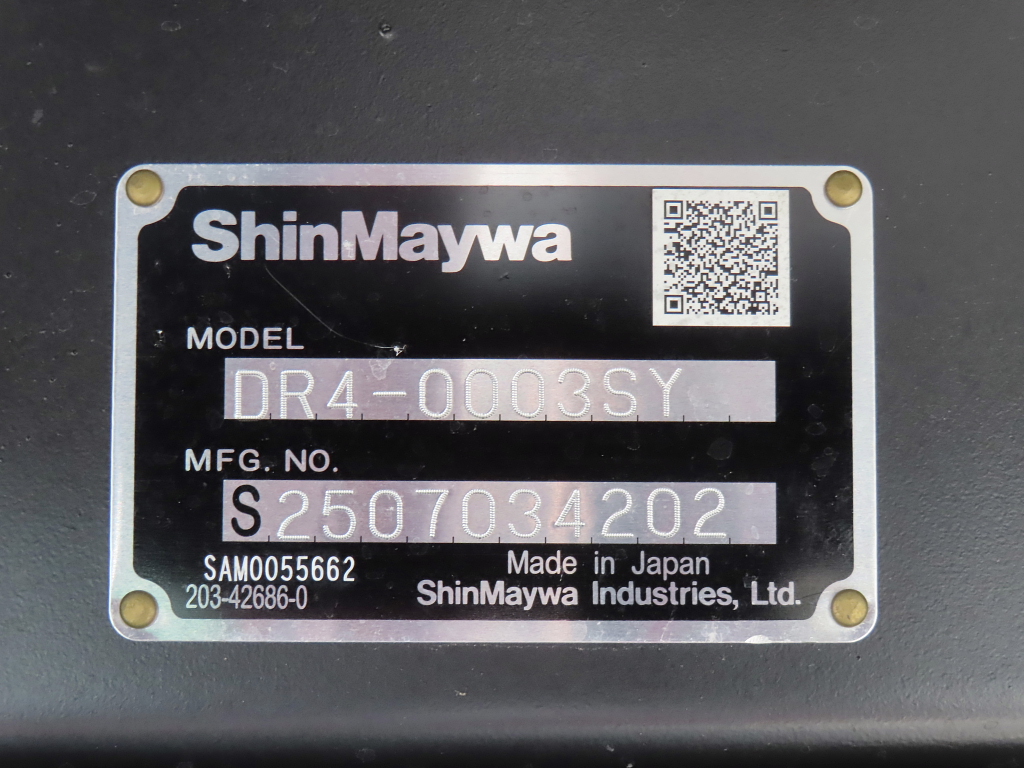 ShinMaywa
MODEL
DR4-0003SY
MFG. NO.
S2507034202
SAM0055662
Made in Japan
203-42686-0
ShinMaywa Industries, Ltd.